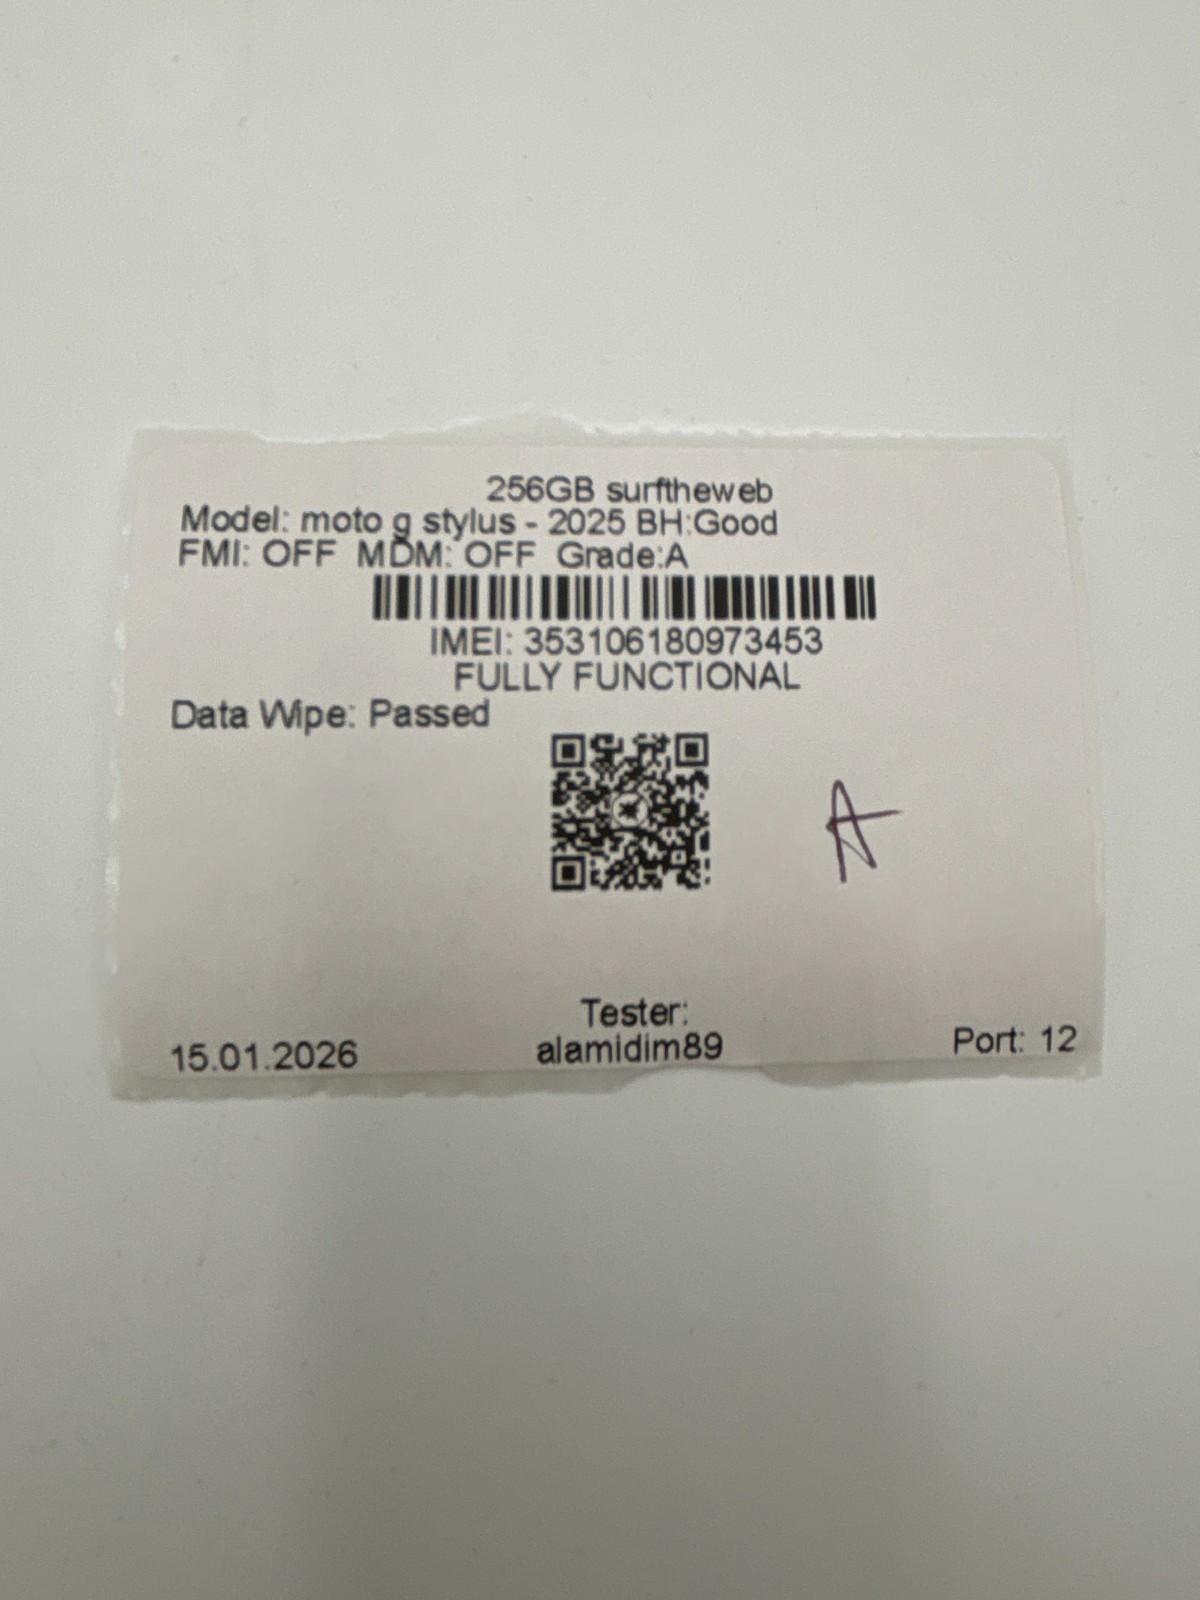 256GB surftheweb
Model: moto g stylus - 2025 BH:Good
FMI: OFF MDM: OFF Grade:A
IMEI: 353106180973453
FULLY FUNCTIONAL
Data Wipe: Passed
A
Tester:
alamidim89
15.01.2026
Port: 12